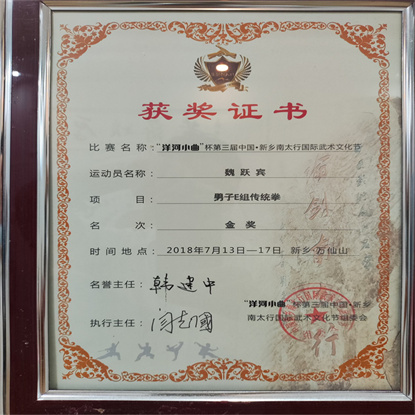 获奖证书
比赛名称：“洋河小曲”杯第三届中国·新乡南太行国际武术文化节
运动员名称：魏跃宾
项目：男子E组传统拳
名次：金奖
时间地点：2018年7月13日—17日 新乡·万仙山
名誉主任：韩建中
执行主任：闫志国
“洋河小曲”杯第三届中国·新乡
南太行国际武术文化节组委会